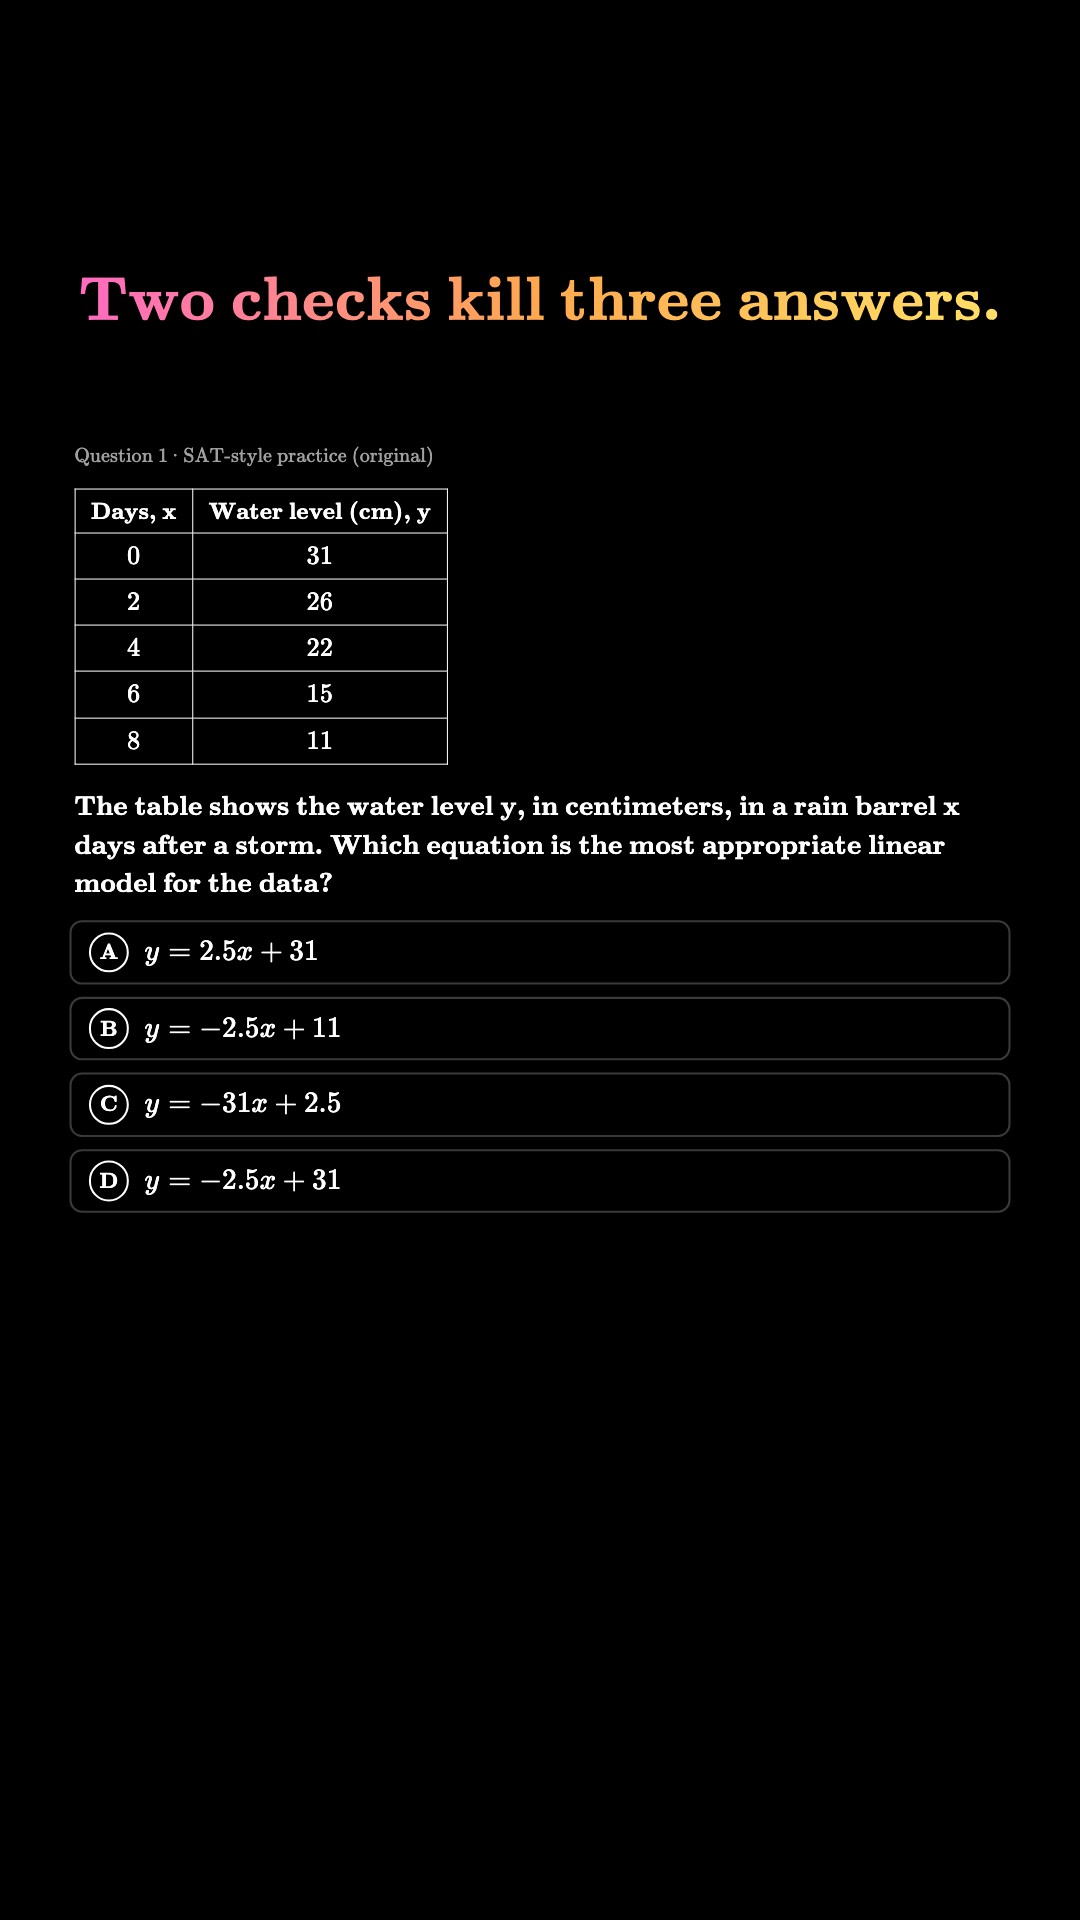 Two checks kill three answers.
Question 1 · SAT-style practice (original)
Days, x Water level (cm), y
0 31
2 26
4 22
6 15
8 11
The table shows the water level y, in centimeters, in a rain barrel x
days after a storm. Which equation is the most appropriate linear
model for the data?
A y = 2.5x + 31
B y = −2.5x + 11
C y = −31x + 2.5
D y = −2.5x + 31